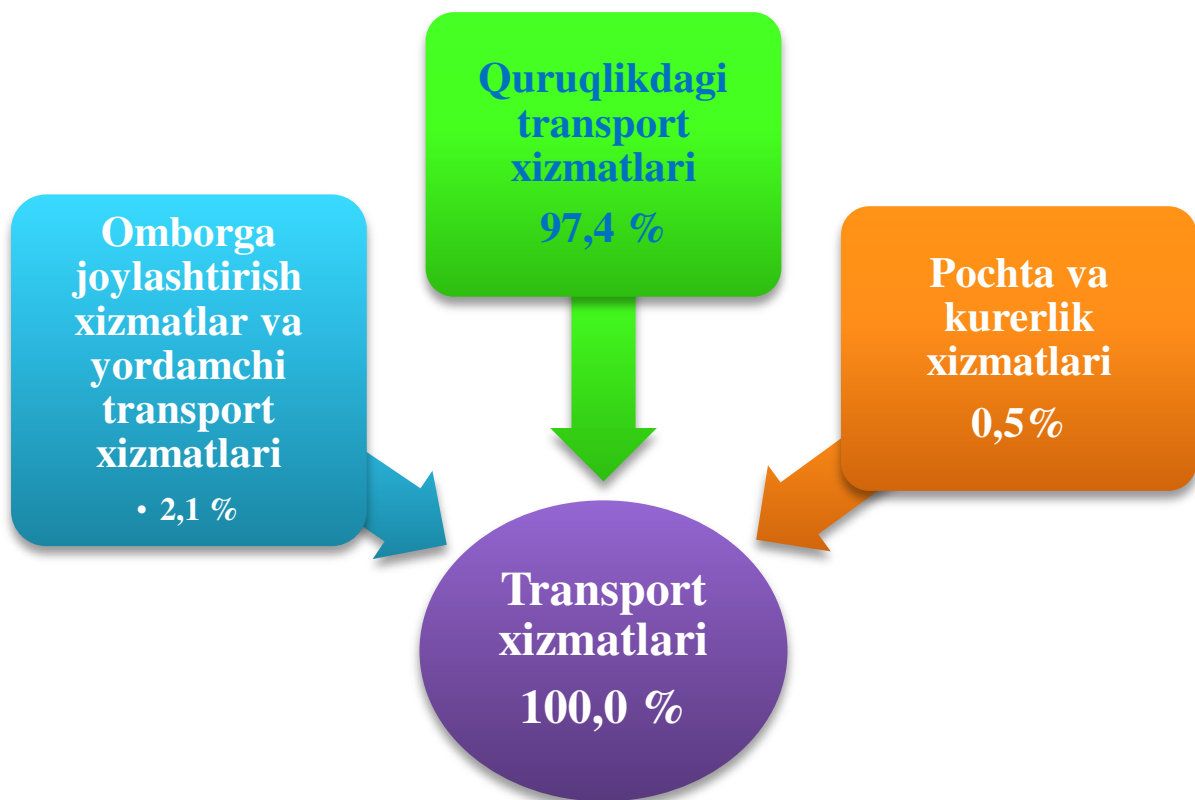 Quruqlikdagi
transport
xizmatlari
97,4 %
Omborga
joylashtirish
xizmatlar va
yordamchi
transport
xizmatlari
• 2,1 %
Pochta va
kurerlik
xizmatlari
0,5%
Transport
xizmatlari
100,0 %